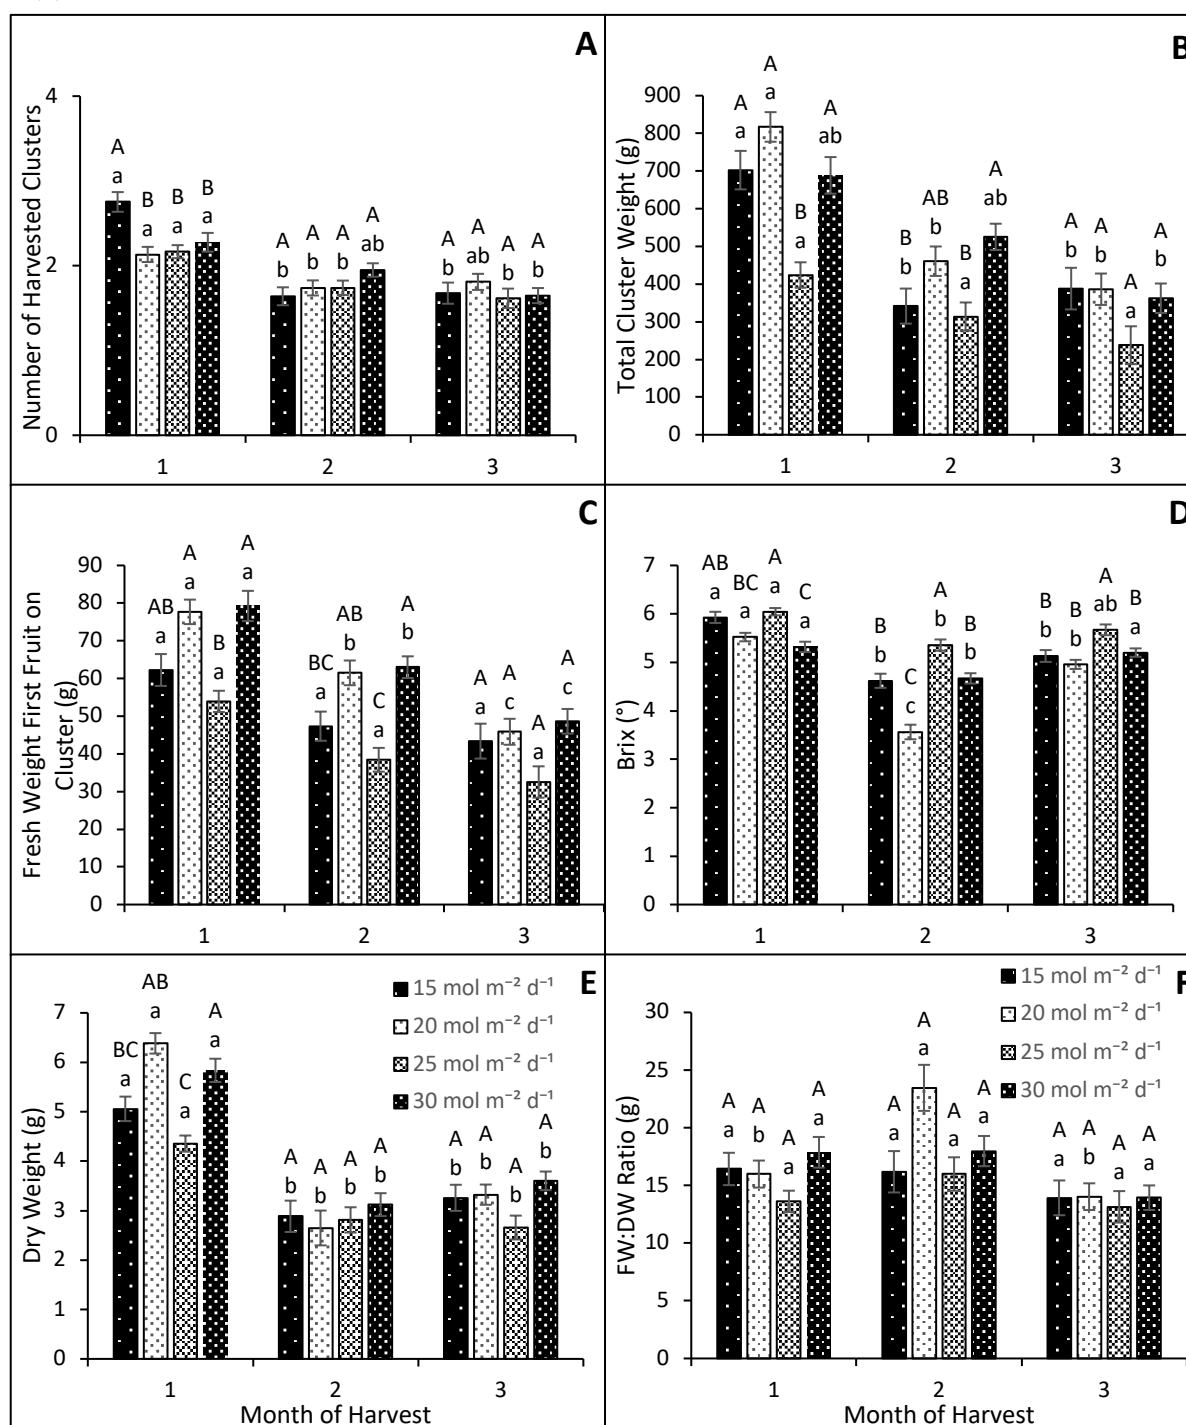 A
Number of Harvested Clusters
4
2
0
A A A A
B B B A A A A
a a a a ab
b b b b ab b b
1 2 3
B
Total Cluster Weight (g)
900
800
700
600
500
400
300
200
100
0
A A B A
a a a ab
B AB B A
b b a ab
A A A A
b b a b
1 2 3
C
Fresh Weight First Fruit on
Cluster (g)
90
80
70
60
50
40
30
20
10
0
AB A B A
a a a a
BC AB C A
a b a b
A A A A
a c a c
1 2 3
D
Brix (°)
7
6
5
4
3
2
1
0
AB BC A C
a a a a
B C A B
b c b b
B B A B
b b ab a
1 2 3
E
Dry Weight (g)
7
6
5
4
3
2
1
0
BC AB C A
a a a a
A A A A
b b b b
A A A A
b b b b
15 mol m⁻² d⁻¹
20 mol m⁻² d⁻¹
25 mol m⁻² d⁻¹
30 mol m⁻² d⁻¹
1 2 3
Month of Harvest
F
FW:DW Ratio (g)
30
25
20
15
10
5
0
A A A A
a b a a
A A A A
a a a a
A A A A
a b a a
15 mol m⁻² d⁻¹
20 mol m⁻² d⁻¹
25 mol m⁻² d⁻¹
30 mol m⁻² d⁻¹
1 2 3
Month of Harvest